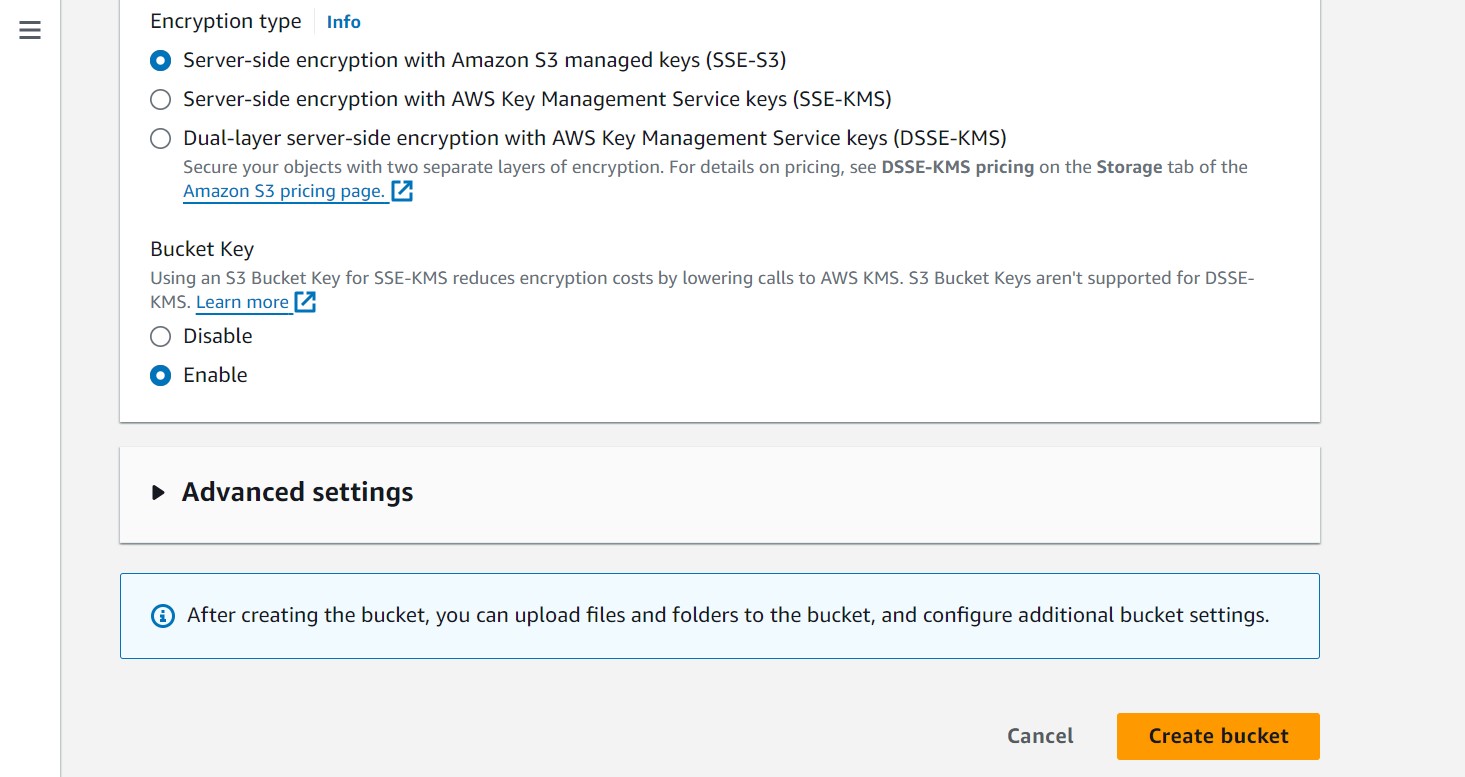 Encryption type Info
Server-side encryption with Amazon S3 managed keys (SSE-S3)
Server-side encryption with AWS Key Management Service keys (SSE-KMS)
Dual-layer server-side encryption with AWS Key Management Service keys (DSSE-KMS)
Secure your objects with two separate layers of encryption. For details on pricing, see DSSE-KMS pricing on the Storage tab of the
Amazon S3 pricing page.
Bucket Key
Using an S3 Bucket Key for SSE-KMS reduces encryption costs by lowering calls to AWS KMS. S3 Bucket Keys aren't supported for DSSE-
KMS. Learn more
Disable
Enable
Advanced settings
After creating the bucket, you can upload files and folders to the bucket, and configure additional bucket settings.
Cancel Create bucket